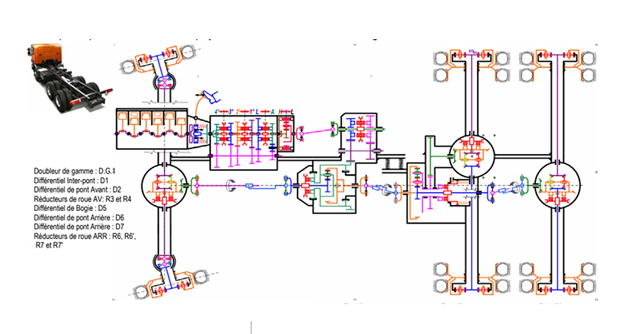 Doubleur de gamme : D.G.1
Différentiel Inter-pont : D1
Différentiel de pont Avant : D2
Réducteurs de roue AV: R3 et R4
Différentiel de Bogie : D5
Différentiel de pont Arrière : D6
Différentiel de pont Arrière : D7
Réducteurs de roue ARR : R6, R6',
R7 et R7'